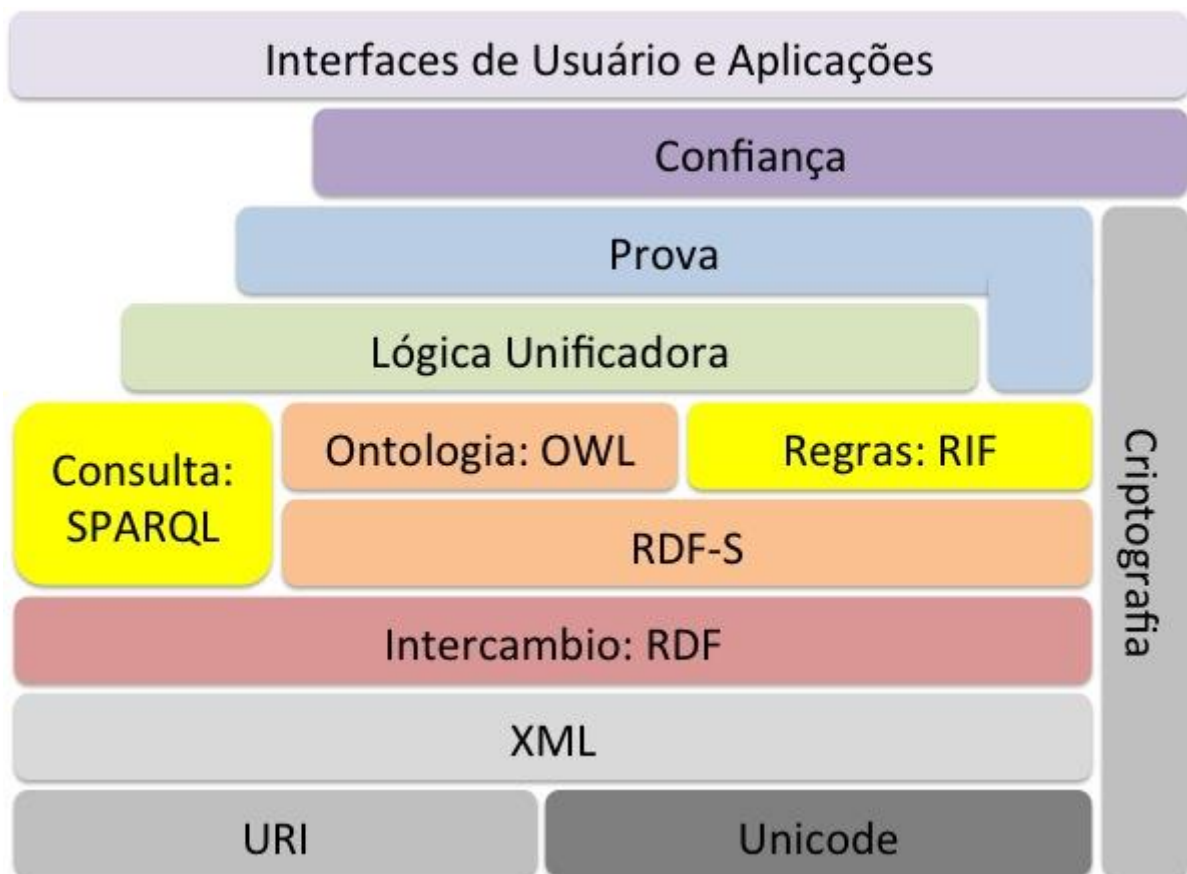 Interfaces de Usuário e Aplicações
Confiança
Prova
Lógica Unificadora
Consulta:
SPARQL
Ontologia: OWL
Regras: RIF
RDF-S
Criptografia
Intercambio: RDF
XML
URI
Unicode